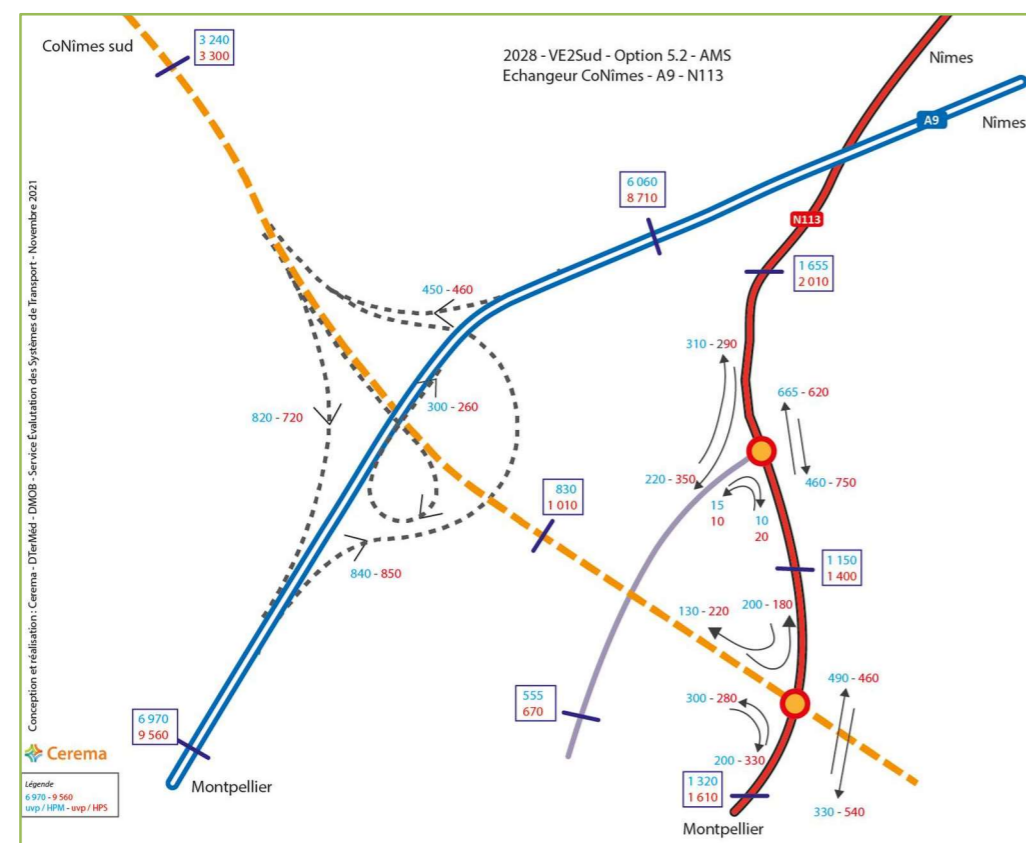 CoNîmes sud
3 240
3 300
2028 - VE2Sud - Option 5.2 - AMS
Echangeur CoNîmes - A9 - N113
Nîmes
A9
Nîmes
6 060
8 710
N113
1 655
2 010
450 - 460
310 - 290
300 - 260
820 - 720
665 - 620
220 - 350
460 - 750
15
10
10
20
830
1 010
840 - 850
1 150
1 400
130 - 220
200 - 180
490 - 460
300 - 280
555
670
200 - 330
6 970
9 560
Montpellier
1 320
1 610
330 - 540
Montpellier
Conception et réalisation : Cerema - DTerMéd - DMOB - Service Évalutation des Systèmes de Transport - Novembre 2021
Cerema
Légende
6 970 - 9 560
uvp / HPM - uvp / HPS